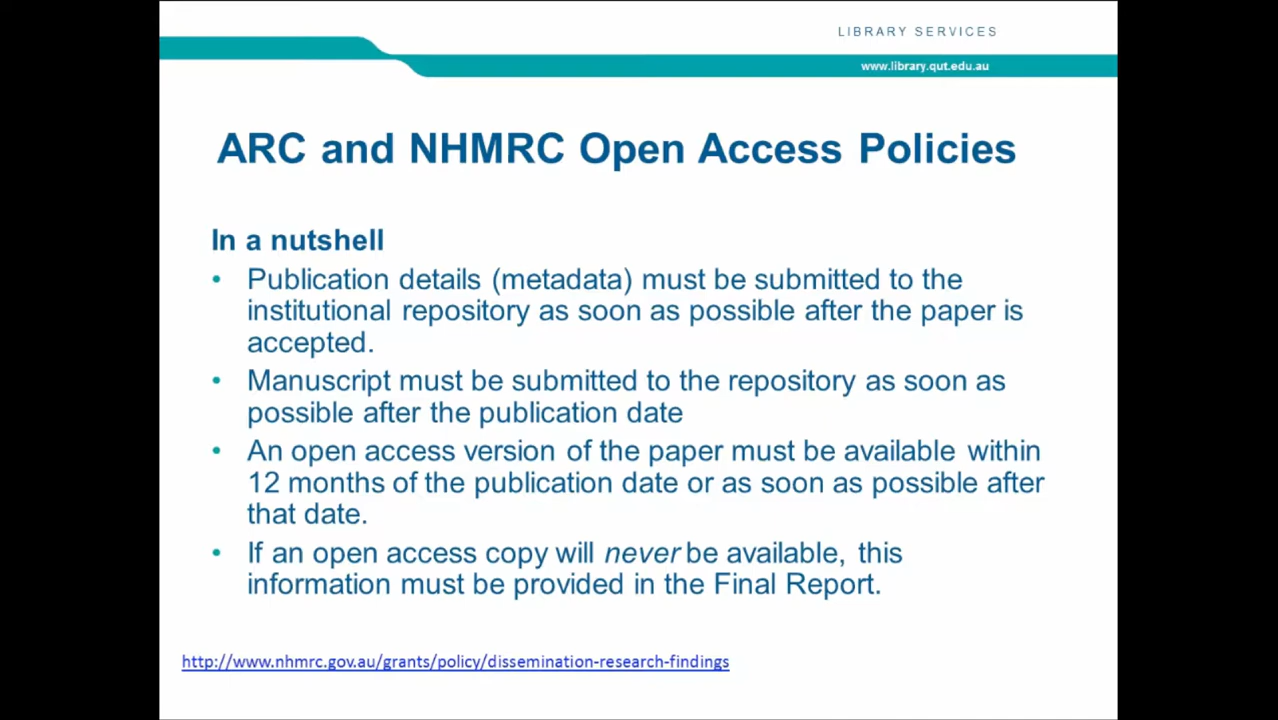 LIBRARY SERVICES
www.library.qut.edu.au
ARC and NHMRC Open Access Policies
In a nutshell
• Publication details (metadata) must be submitted to the
institutional repository as soon as possible after the paper is
accepted.
• Manuscript must be submitted to the repository as soon as
possible after the publication date
• An open access version of the paper must be available within
12 months of the publication date or as soon as possible after
that date.
• If an open access copy will never be available, this
information must be provided in the Final Report.
http://www.nhmrc.gov.au/grants/policy/dissemination-research-findings